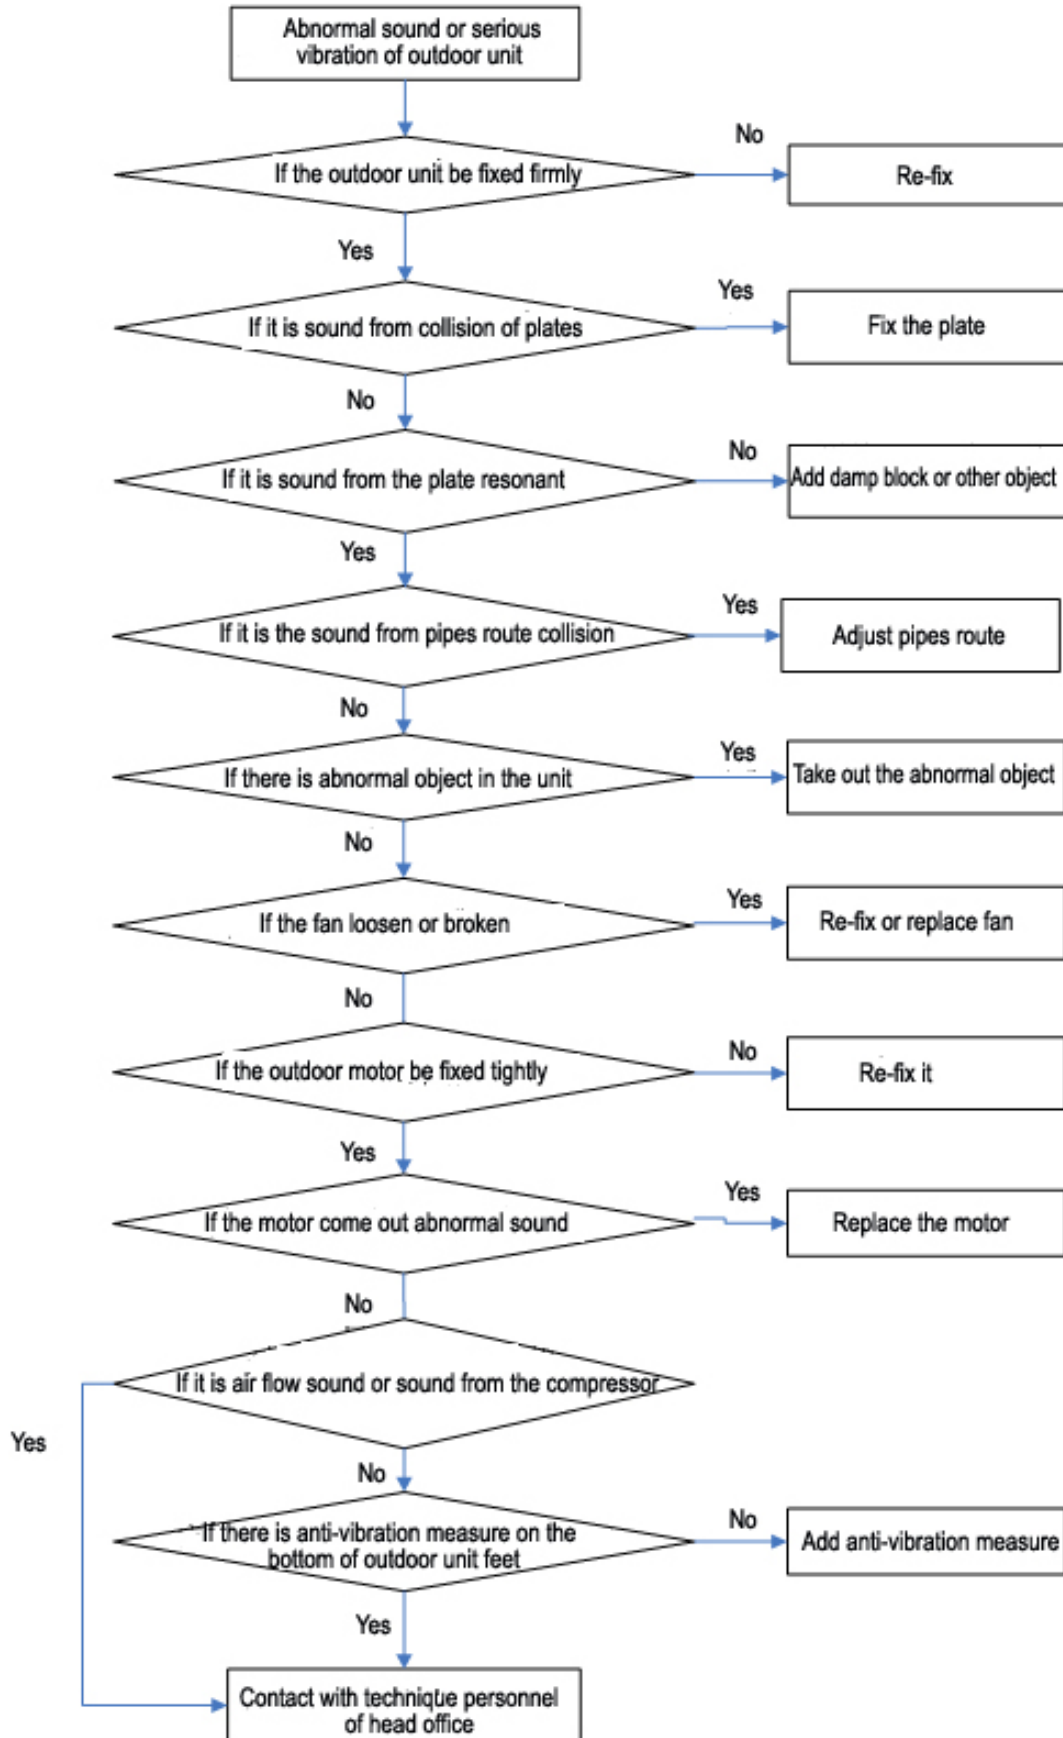 Abnormal sound or serious
vibration of outdoor unit
No
If the outdoor unit be fixed firmly
Re-fix
Yes
Yes
If it is sound from collision of plates
Fix the plate
No
No
If it is sound from the plate resonant
Add damp block or other object
Yes
Yes
If it is the sound from pipes route collision
Adjust pipes route
No
Yes
If there is abnormal object in the unit
Take out the abnormal object
No
Yes
If the fan loosen or broken
Re-fix or replace fan
No
No
If the outdoor motor be fixed tightly
Re-fix it
Yes
Yes
If the motor come out abnormal sound
Replace the motor
No
If it is air flow sound or sound from the compressor
Yes
No
If there is anti-vibration measure on the
bottom of outdoor unit feet
No
Add anti-vibration measure
Yes
Contact with technique personnel
of head office